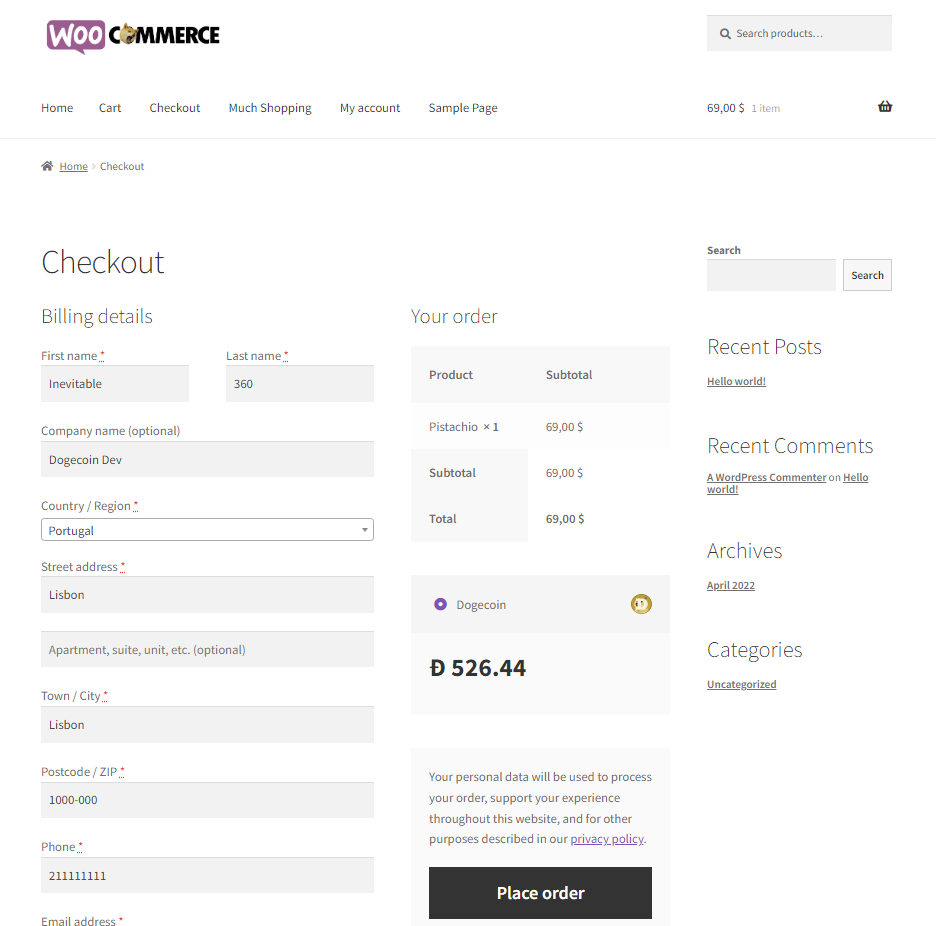 WOO COMMERCE
Search products…
Home Cart Checkout Much Shopping My account Sample Page
69,00 $ 1 item
Home › Checkout
Checkout
Billing details
First name * Last name *
Inevitable 360
Company name (optional)
Dogecoin Dev
Country / Region *
Portugal
Street address *
Lisbon
Apartment, suite, unit, etc. (optional)
Town / City *
Lisbon
Postcode / ZIP *
1000-000
Phone *
211111111
Email address *
Your order
Product Subtotal
Pistachio × 1 69,00 $
Subtotal 69,00 $
Total 69,00 $
Dogecoin
Ð 526.44
Your personal data will be used to process
your order, support your experience
throughout this website, and for other
purposes described in our privacy policy.
Place order
Search
Search
Recent Posts
Hello world!
Recent Comments
A WordPress Commenter on Hello
world!
Archives
April 2022
Categories
Uncategorized